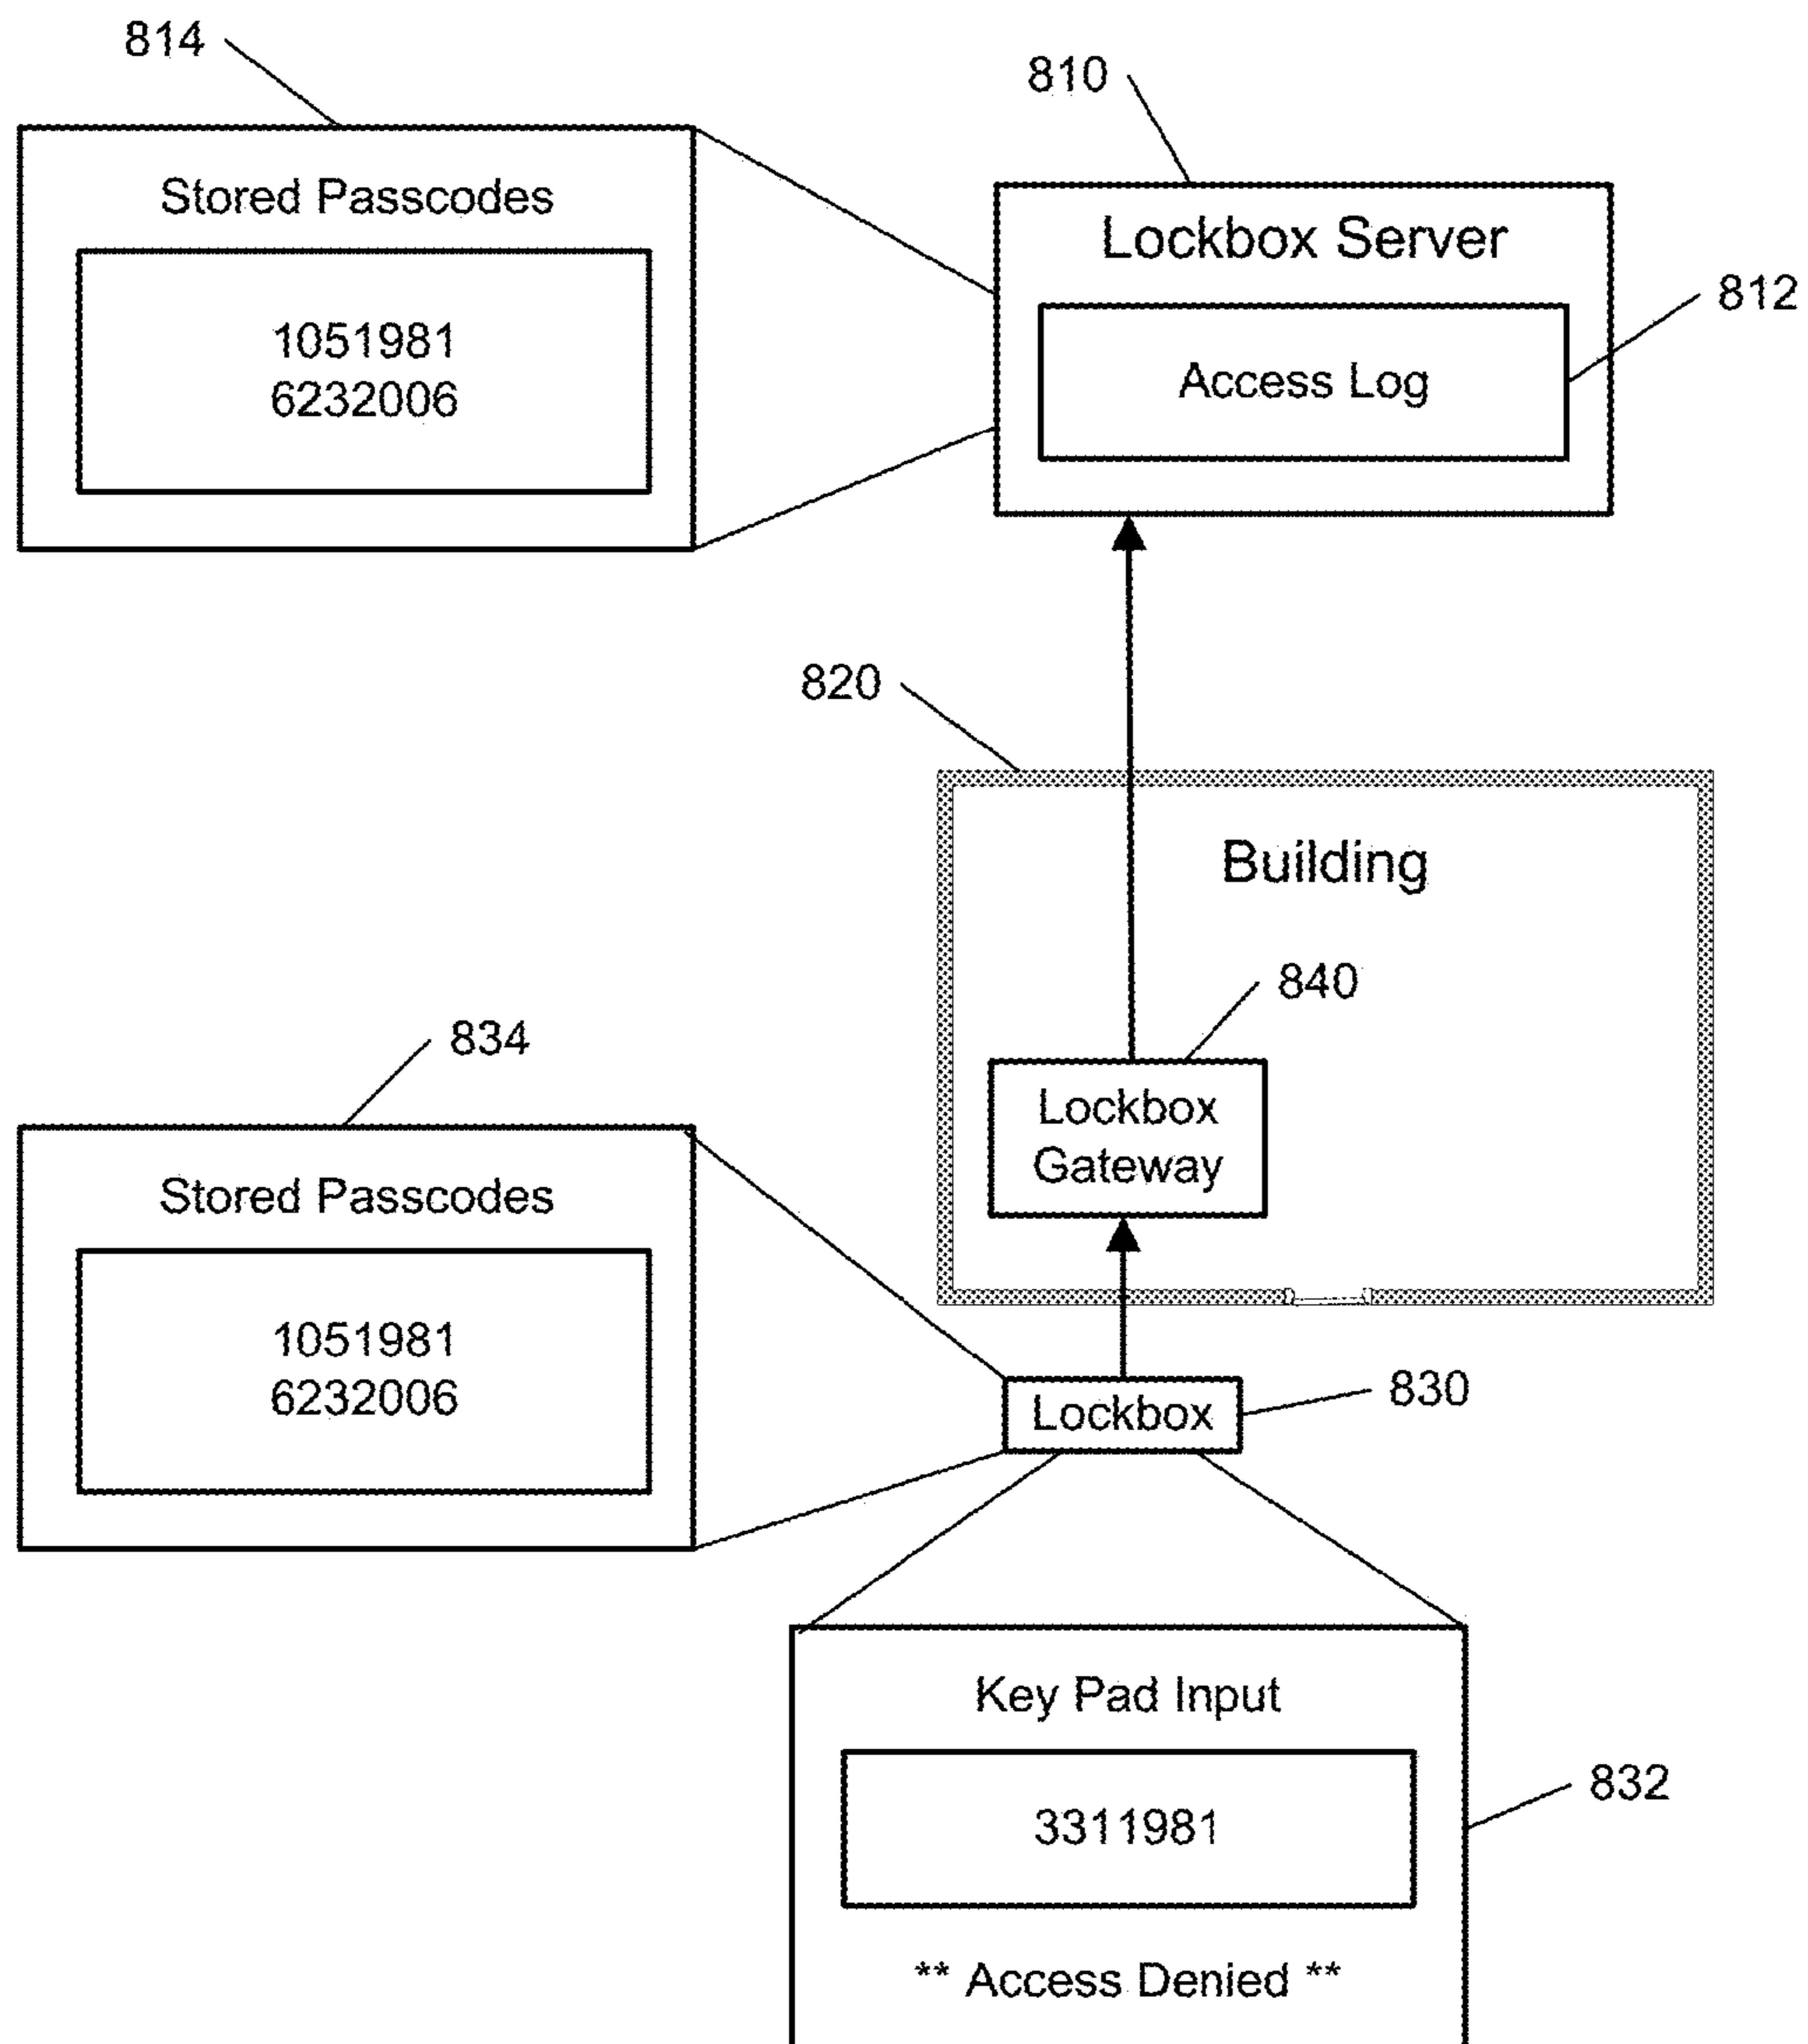 814
810
Stored Passcodes
1051981
6232006
Lockbox Server
812
Access Log
820
Building
840
Lockbox
Gateway
834
Stored Passcodes
1051981
6232006
830
Lockbox
Key Pad Input
832
3311981
** Access Denied **